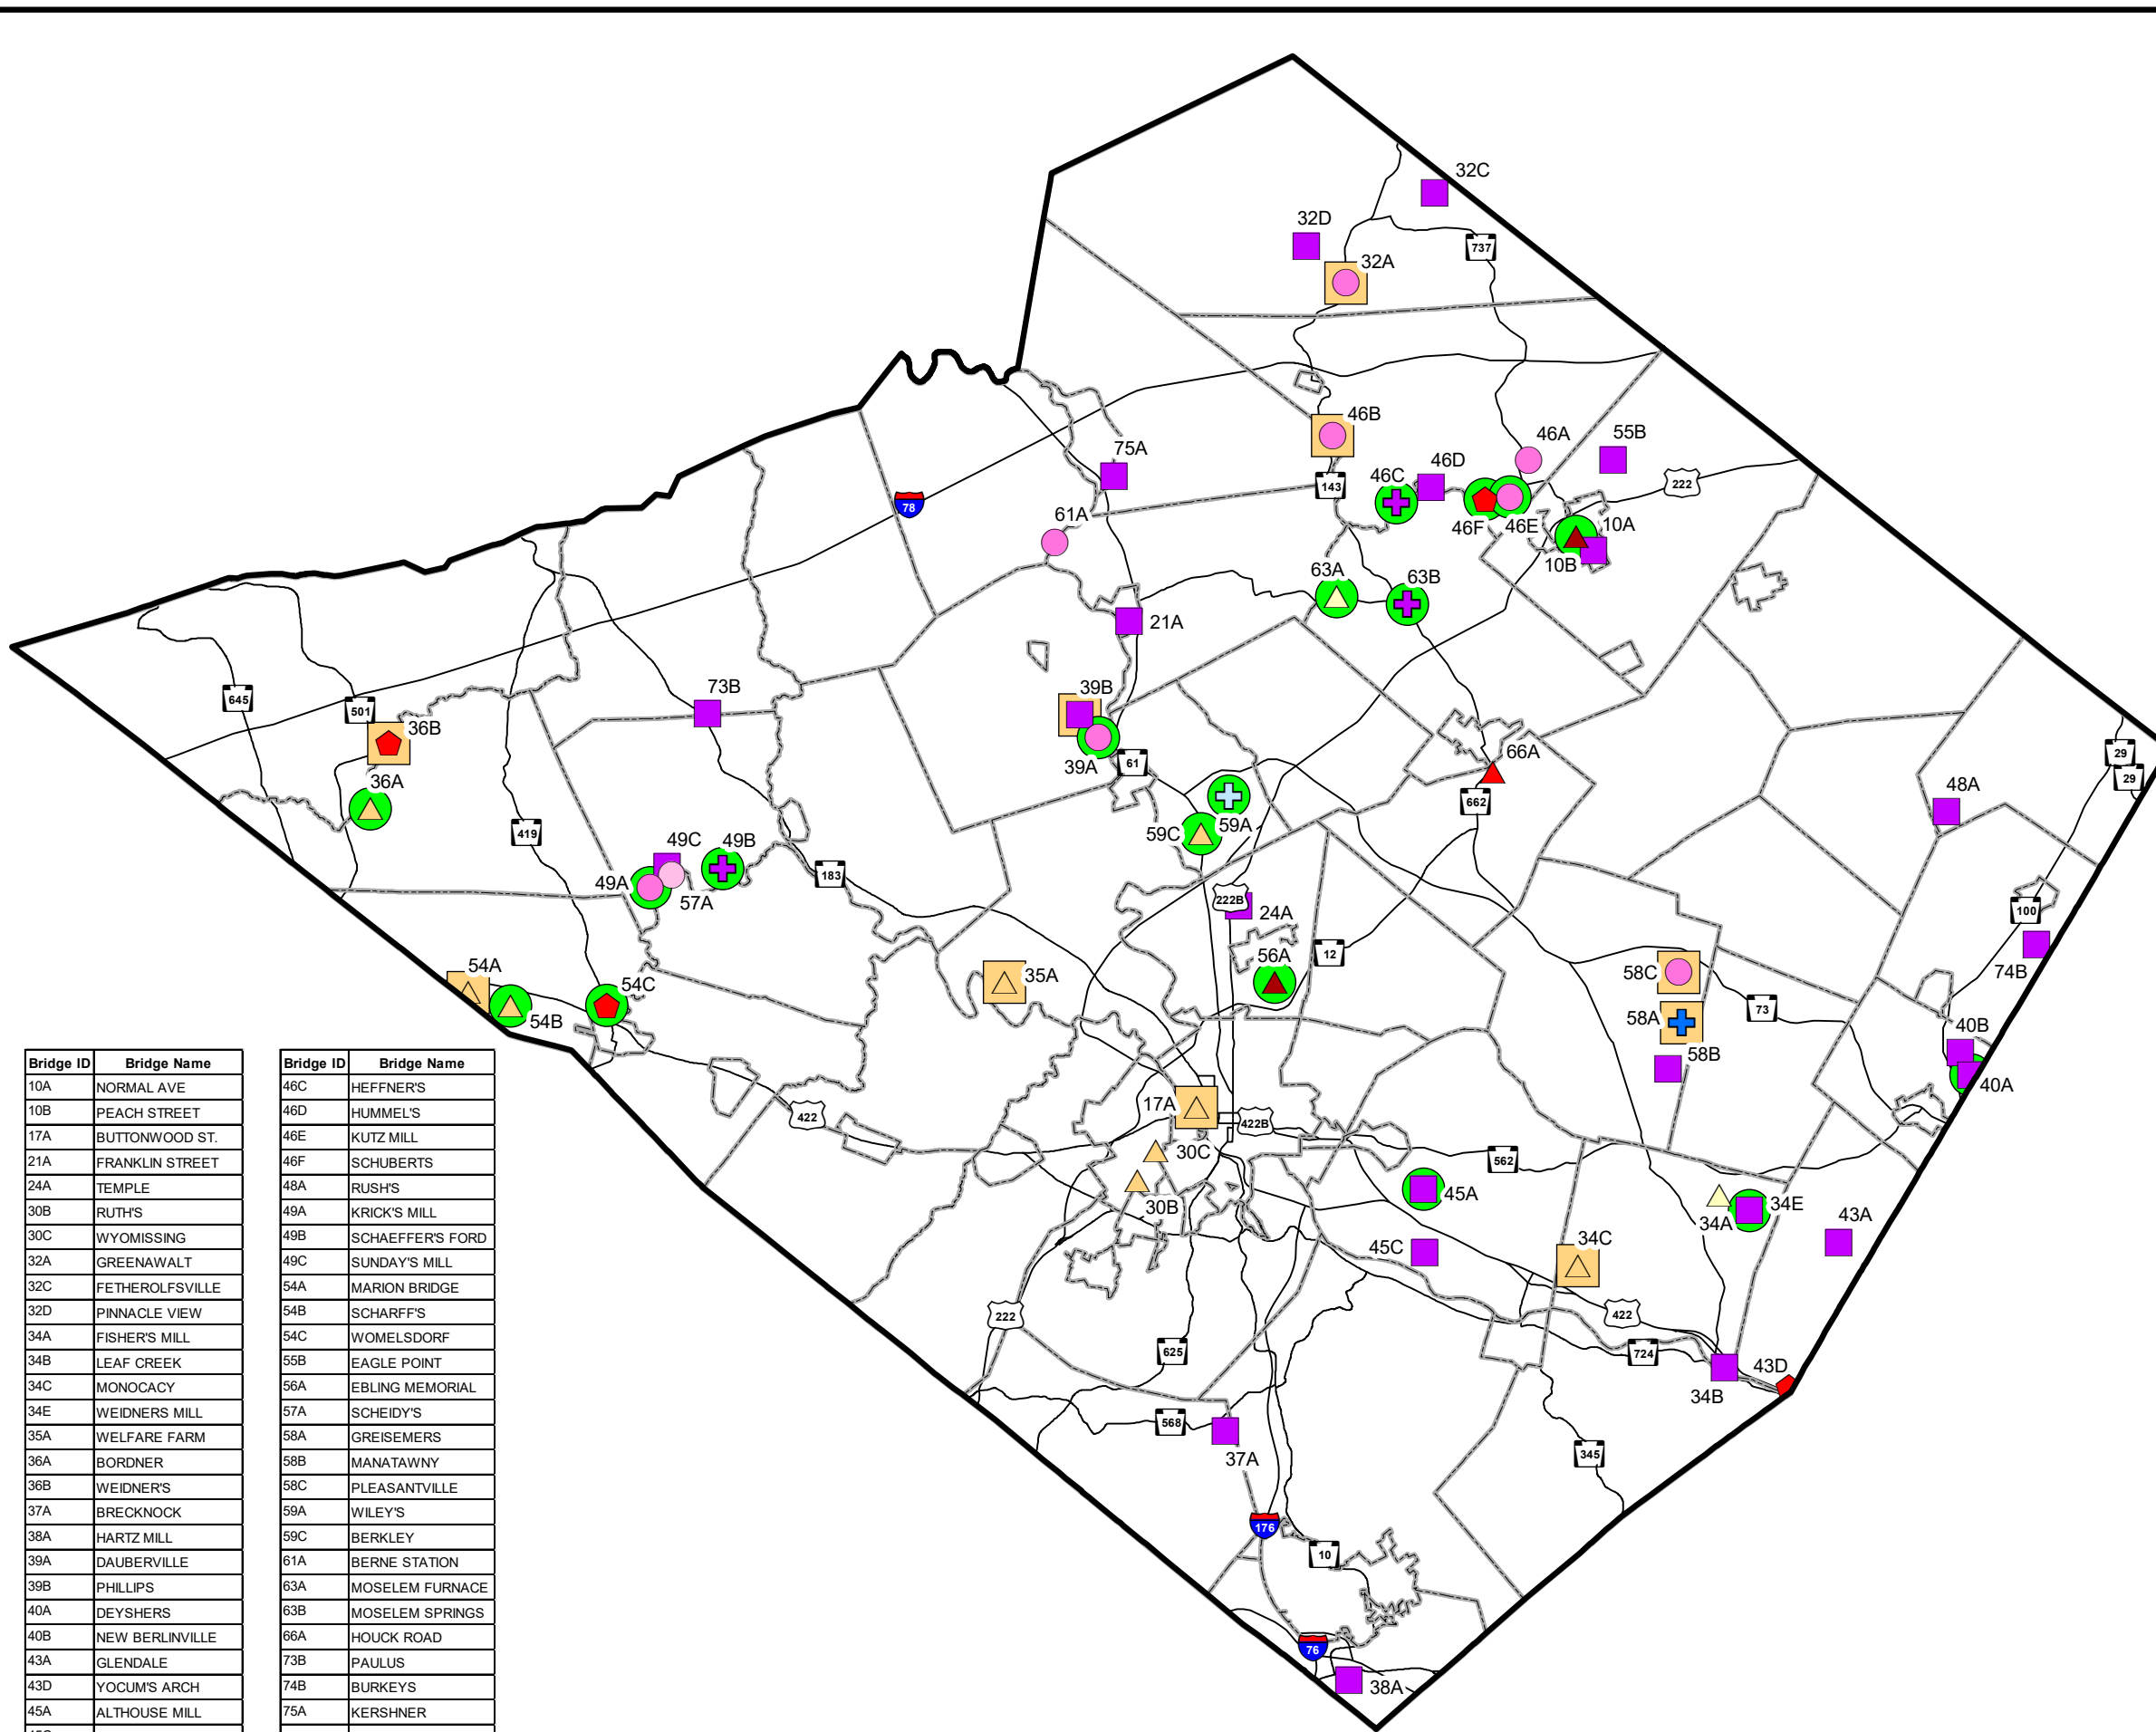 32C
32D
737
32A
46B
46A
55B
75A
46C
46D
143
222
78
61A
46F
46E
10A
10B
63A
63B
21A
645
501
73B
39B
36B
39A
61
66A
29
29
36A
662
48A
59A
59C
419
49C
49B
183
49A
57A
222B
24A
100
12
56A
74B
54A
35A
58C
54C
54B
73
58A
40B
58B
40A
17A
422B
422
30C
562
45A
34E
34A
43A
30B
45C
34C
222
422
625
724
43D
34B
568
37A
345
176
10
76
38A
Bridge ID Bridge Name
10A NORMAL AVE
10B PEACH STREET
17A BUTTONWOOD ST.
21A FRANKLIN STREET
24A TEMPLE
30B RUTH'S
30C WYOMISSING
32A GREENAWALT
32C FETHEROLFSVILLE
32D PINNACLE VIEW
34A FISHER'S MILL
34B LEAF CREEK
34C MONOCACY
34E WEIDNERS MILL
35A WELFARE FARM
36A BORDNER
36B WEIDNER'S
37A BRECKNOCK
38A HARTZ MILL
39A DAUBERVILLE
39B PHILLIPS
40A DEYSHERS
40B NEW BERLINVILLE
43A GLENDALE
43D YOCUM'S ARCH
45A ALTHOUSE MILL
Bridge ID Bridge Name
46C HEFFNER'S
46D HUMMEL'S
46E KUTZ MILL
46F SCHUBERTS
48A RUSH'S
49A KRICK'S MILL
49B SCHAEFFER'S FORD
49C SUNDAY'S MILL
54A MARION BRIDGE
54B SCHARFF'S
54C WOMELSDORF
55B EAGLE POINT
56A EBLING MEMORIAL
57A SCHEIDY'S
58A GREISEMERS
58B MANATAWNY
58C PLEASANTVILLE
59A WILEY'S
59C BERKLEY
61A BERNE STATION
63A MOSELEM FURNACE
63B MOSELEM SPRINGS
66A HOUCK ROAD
73B PAULUS
74B BURKEYS
75A KERSHNER